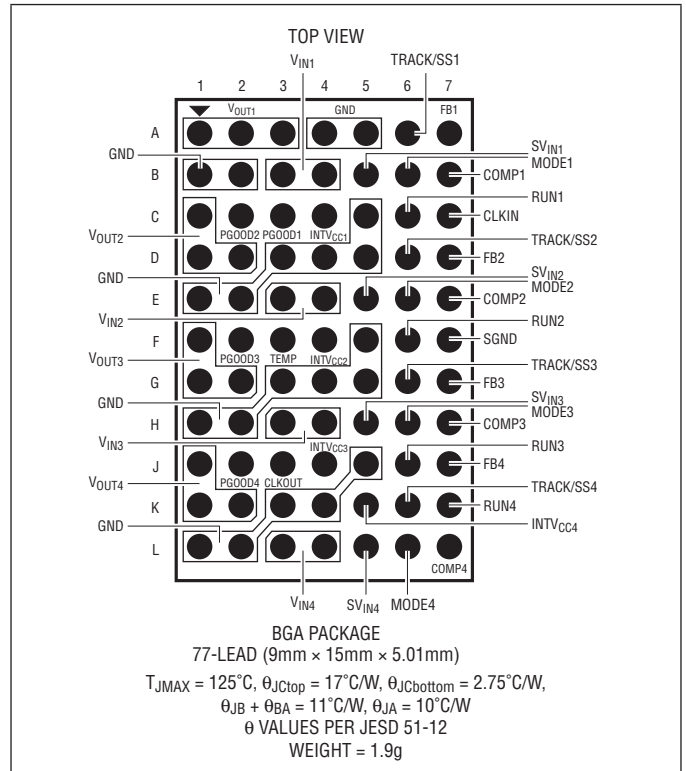 TOP VIEW
VIN1 TRACK/SS1
1 2 3 4 5 6 7
VOUT1 GND FB1
A
GND SVIN1
MODE1
B COMP1
RUN1
C CLKIN
VOUT2 PGOOD2 PGOOD1 INTVCC1 TRACK/SS2
D FB2
GND SVIN2
MODE2
E COMP2
VIN2 RUN2
F SGND
VOUT3 PGOOD3 TEMP INTVCC2 TRACK/SS3
G FB3
GND SVIN3
MODE3
H COMP3
VIN3 INTVCC3 RUN3
J FB4
VOUT4 PGOOD4 CLKOUT TRACK/SS4
K RUN4
GND INTVCC4
L
COMP4
VIN4 SVIN4 MODE4
BGA PACKAGE
77-LEAD (9mm × 15mm × 5.01mm)
TJMAX = 125°C, θJCtop = 17°C/W, θJCbottom = 2.75°C/W,
θJB + θBA = 11°C/W, θJA = 10°C/W
θ VALUES PER JESD 51-12
WEIGHT = 1.9g